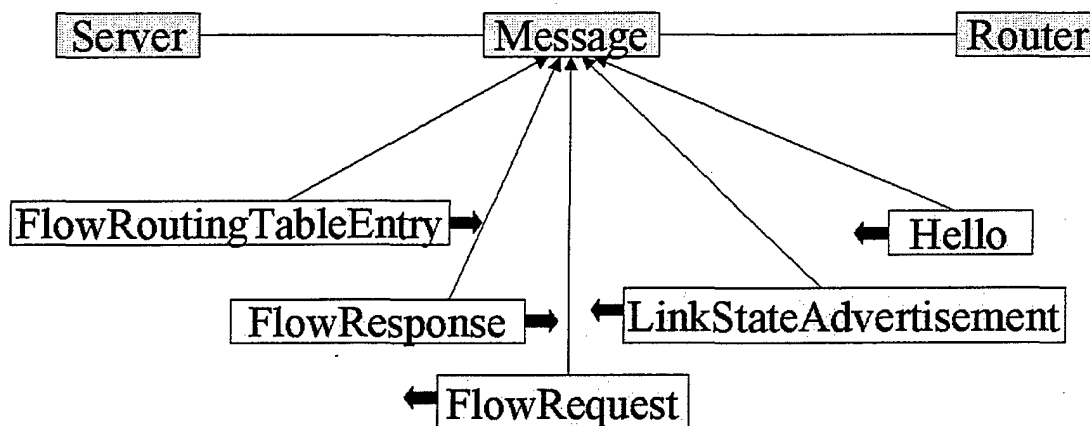 Server
Message
Router
FlowRoutingTableEntry
Hello
FlowResponse
LinkStateAdvertisement
FlowRequest